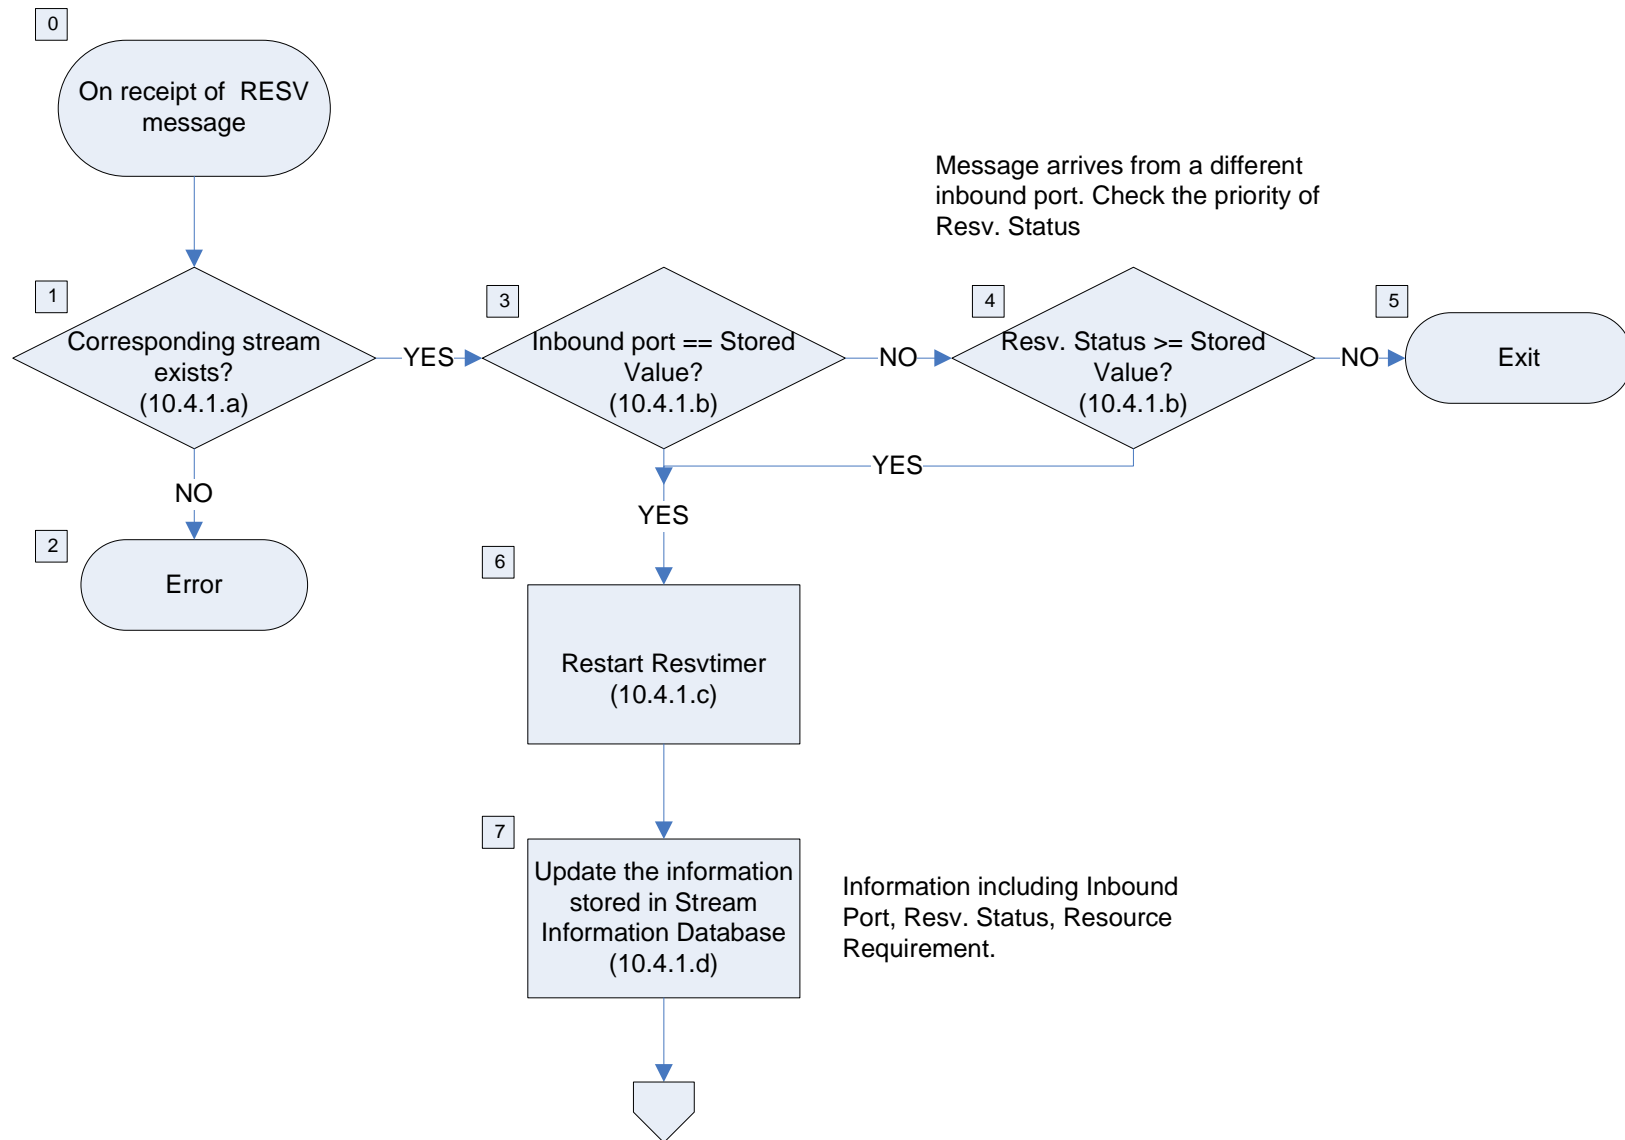 0
On receipt of RESV
message
Message arrives from a different
inbound port. Check the priority of
Resv. Status
1
Corresponding stream
exists?
(10.4.1.a)
YES
3
Inbound port == Stored
Value?
(10.4.1.b)
NO
4
Resv. Status >= Stored
Value?
(10.4.1.b)
NO
5
Exit
NO
YES
YES
2
Error
6
Restart Resvtimer
(10.4.1.c)
7
Update the information
stored in Stream
Information Database
(10.4.1.d)
Information including Inbound
Port, Resv. Status, Resource
Requirement.